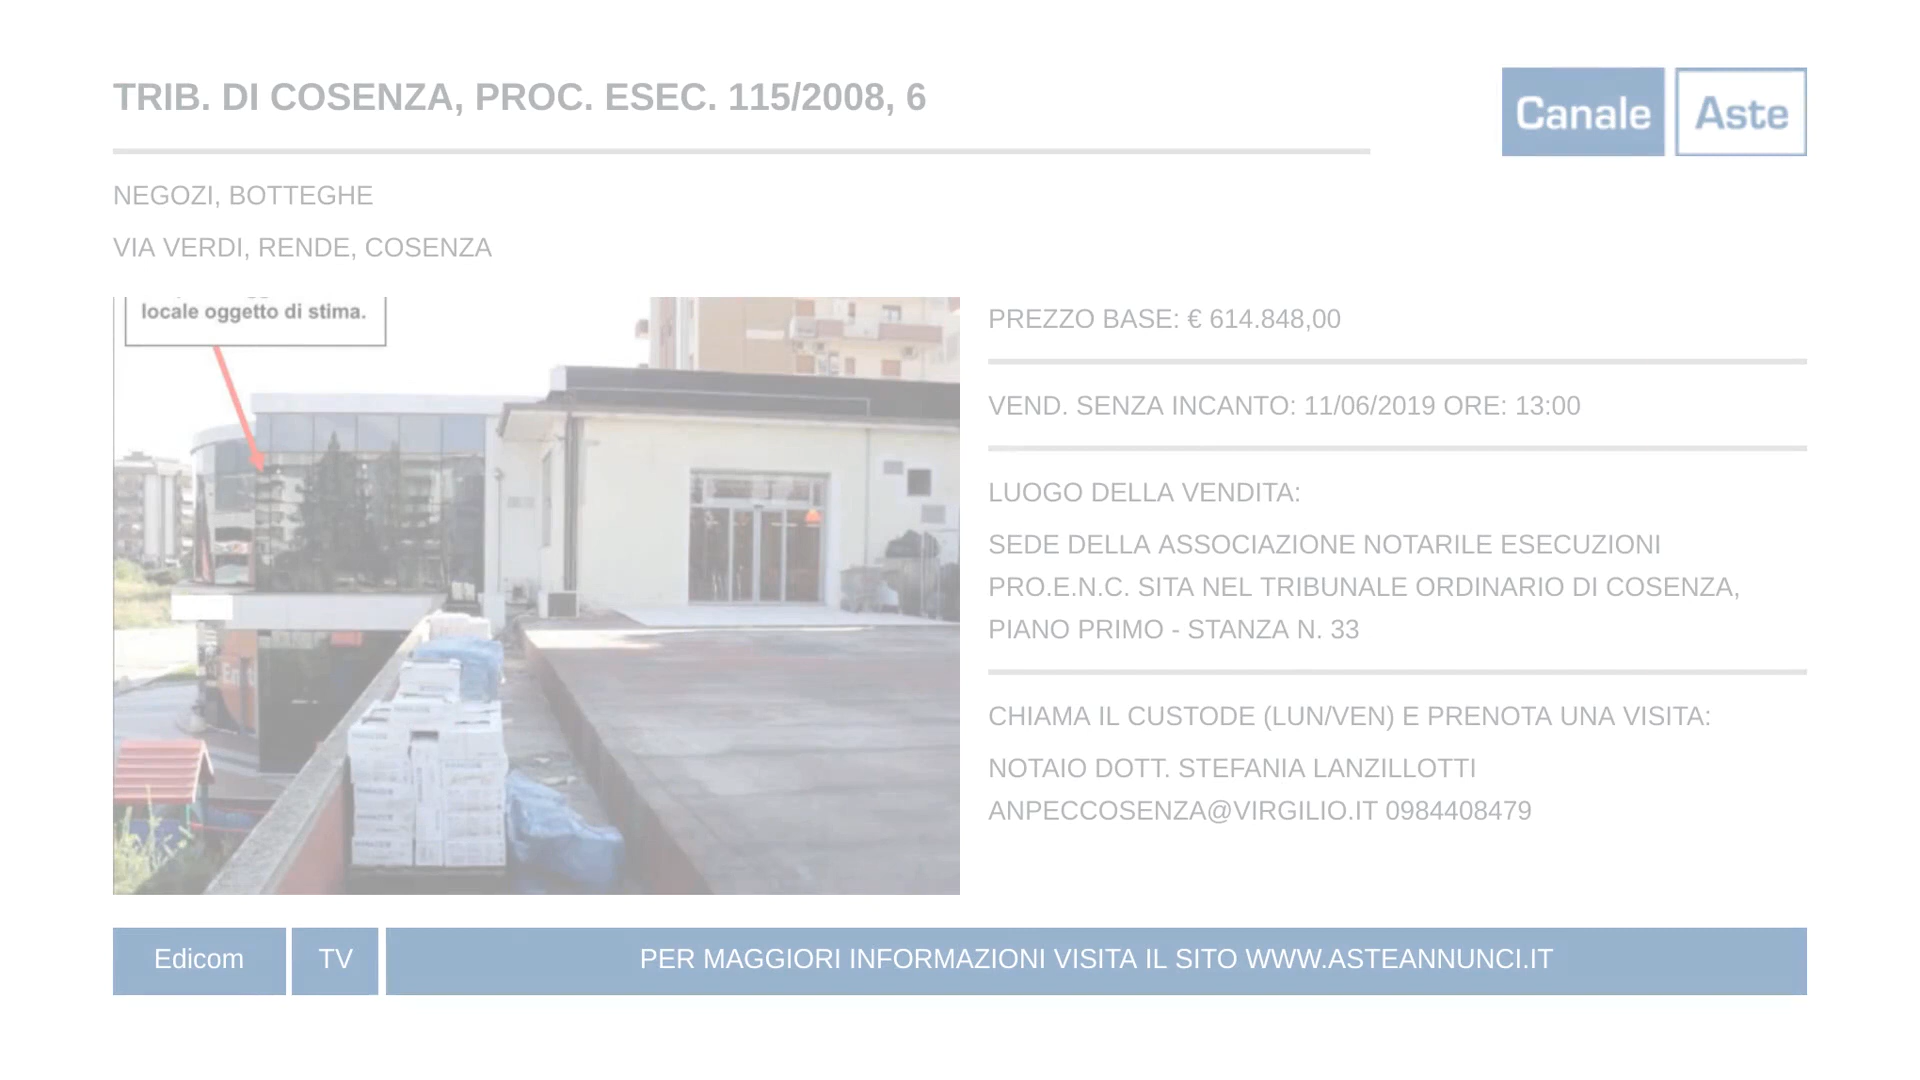 TRIB. DI COSENZA, PROC. ESEC. 115/2008, 6
Canale Aste
NEGOZI, BOTTEGHE
VIA VERDI, RENDE, COSENZA
locale oggetto di stima.
PREZZO BASE: € 614.848,00
VEND. SENZA INCANTO: 11/06/2019 ORE: 13:00
LUOGO DELLA VENDITA:
SEDE DELLA ASSOCIAZIONE NOTARILE ESECUZIONI
PRO.E.N.C. SITA NEL TRIBUNALE ORDINARIO DI COSENZA,
PIANO PRIMO - STANZA N. 33
CHIAMA IL CUSTODE (LUN/VEN) E PRENOTA UNA VISITA:
NOTAIO DOTT. STEFANIA LANZILLOTTI
ANPECCOSENZA@VIRGILIO.IT 0984408479
Edicom TV
PER MAGGIORI INFORMAZIONI VISITA IL SITO WWW.ASTEANNUNCI.IT